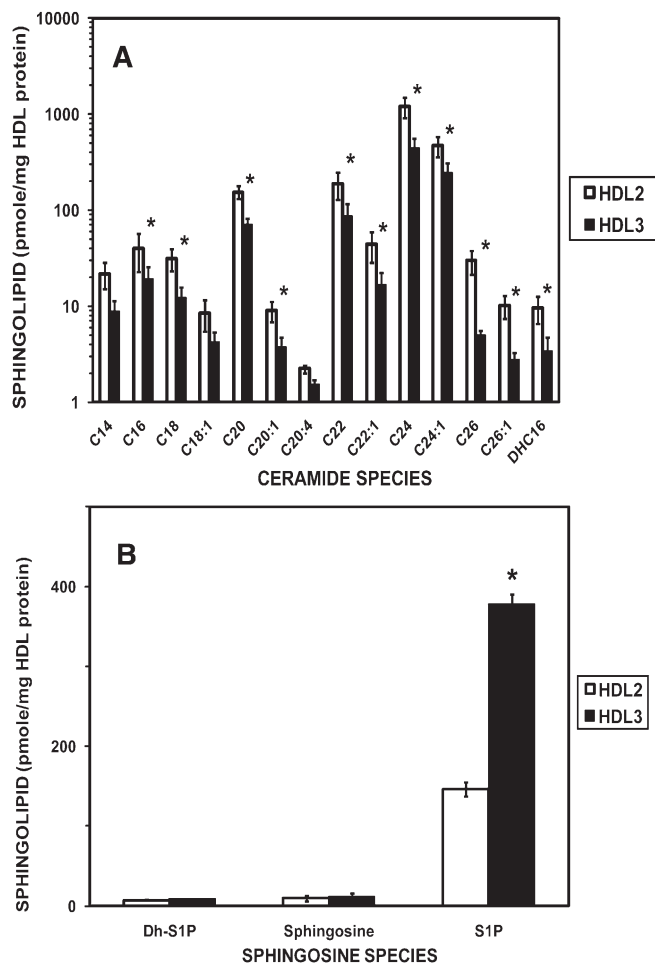 A
SPHINGOLIPID (pmole/mg HDL protein)
10000
1000
100
10
1
* * * * * * * * * * *
HDL2
HDL3
C14 C16 C18 C18:1 C20 C20:1 C20:4 C22 C22:1 C24 C24:1 C26 C26:1 DHC16
CERAMIDE SPECIES
B
SPHINGOLIPID (pmole/mg HDL protein)
400
200
0
*
HDL2
HDL3
Dh-S1P Sphingosine S1P
SPHINGOSINE SPECIES